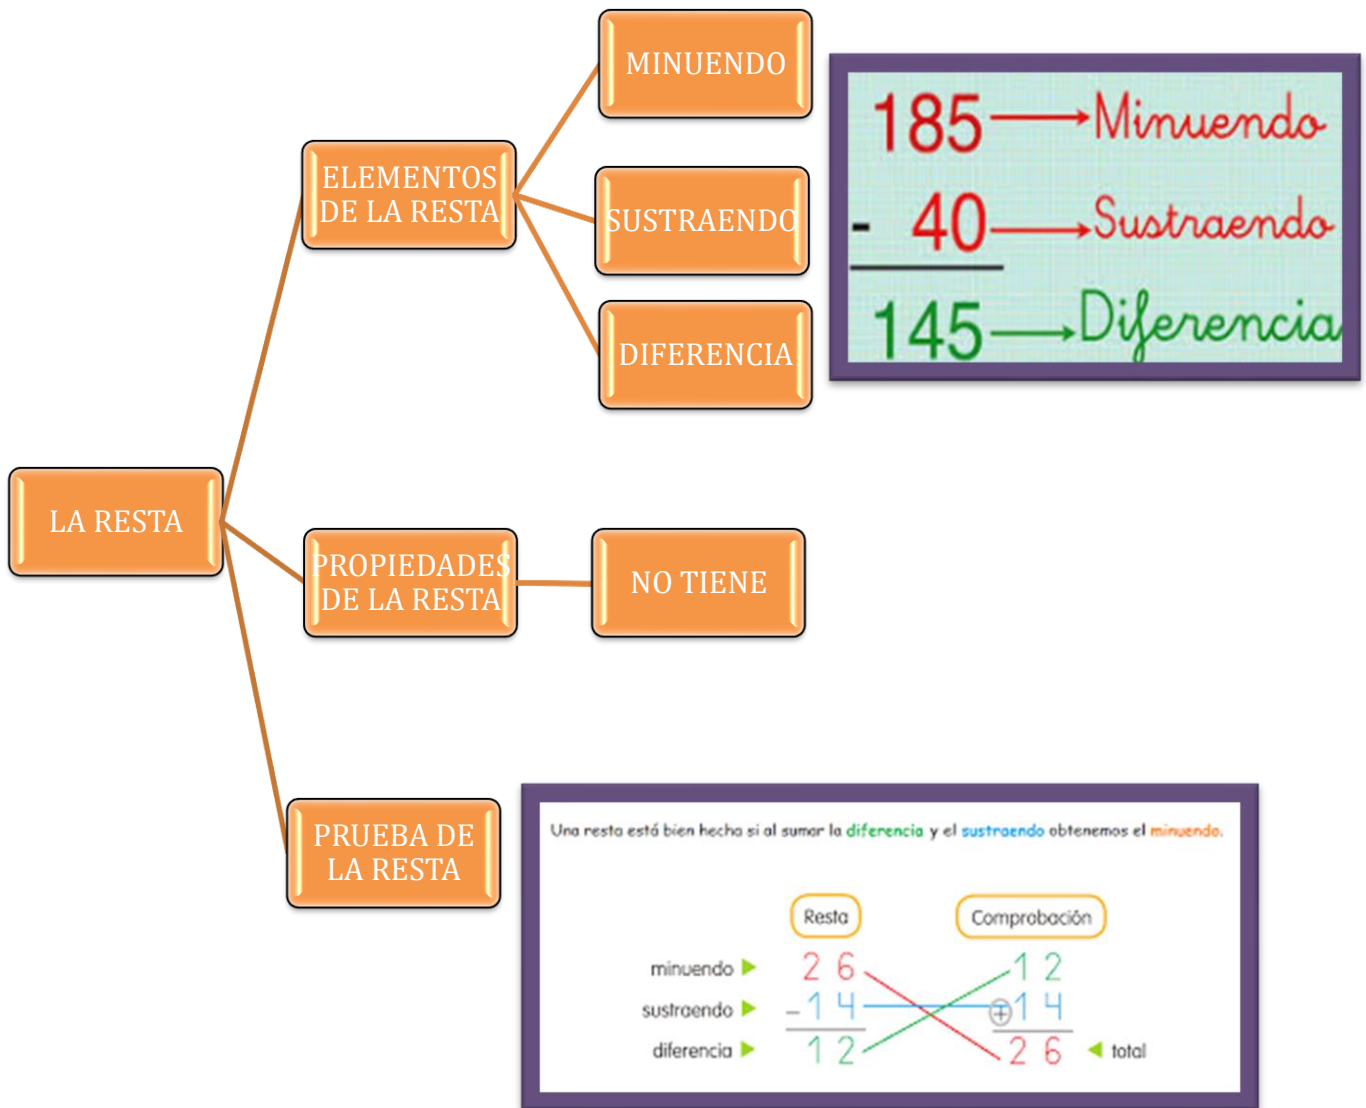 MINUENDO
ELEMENTOS
DE LA RESTA
SUSTRAENDO
DIFERENCIA
185 Minuendo
- 40 Sustraendo
145 Diferencia
LA RESTA
PROPIEDADES
DE LA RESTA
NO TIENE
PRUEBA DE
LA RESTA
Una resta está bien hecha si al sumar la diferencia y el sustraendo obtenemos el minuendo.
Resta Comprobación
minuendo 2 6 1 2
sustraendo - 1 4 + 1 4
diferencia 1 2 2 6 total